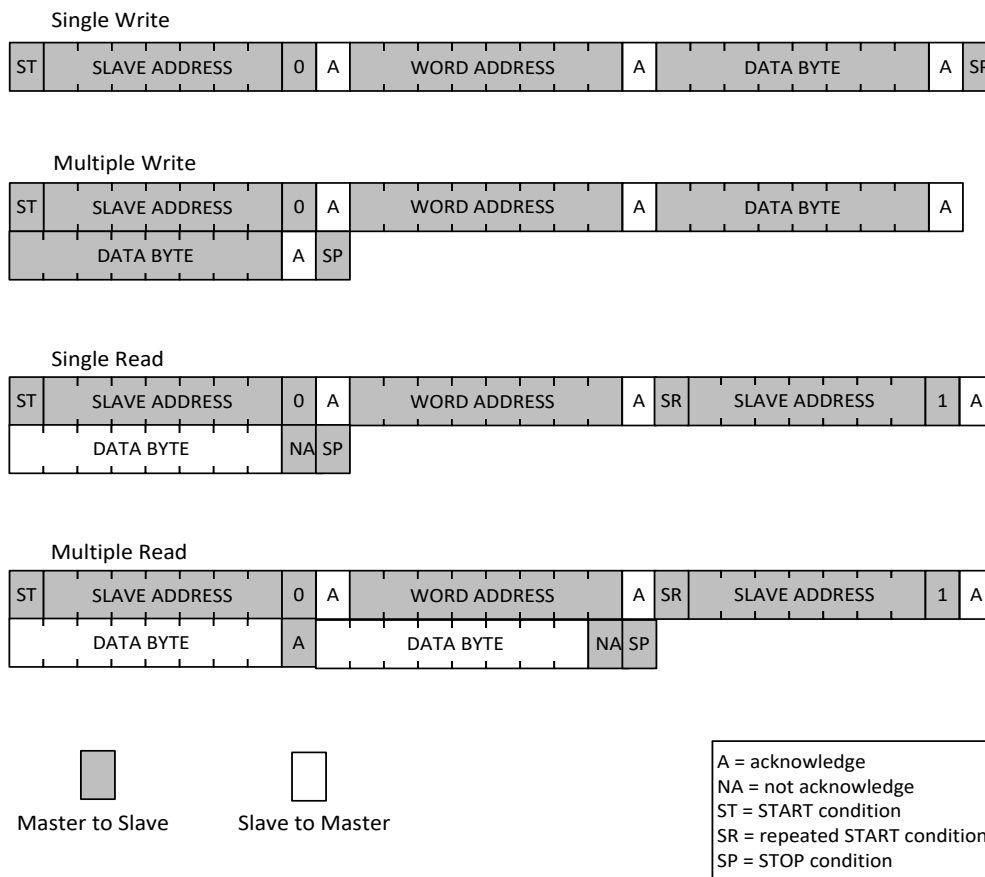 Single Write
ST SLAVE ADDRESS 0 A WORD ADDRESS A DATA BYTE A SP
Multiple Write
ST SLAVE ADDRESS 0 A WORD ADDRESS A DATA BYTE A
DATA BYTE A SP
Single Read
ST SLAVE ADDRESS 0 A WORD ADDRESS A SR SLAVE ADDRESS 1 A
DATA BYTE NA SP
Multiple Read
ST SLAVE ADDRESS 0 A WORD ADDRESS A SR SLAVE ADDRESS 1 A
DATA BYTE A DATA BYTE NA SP
Master to Slave
Slave to Master
A = acknowledge
NA = not acknowledge
ST = START condition
SR = repeated START condition
SP = STOP condition